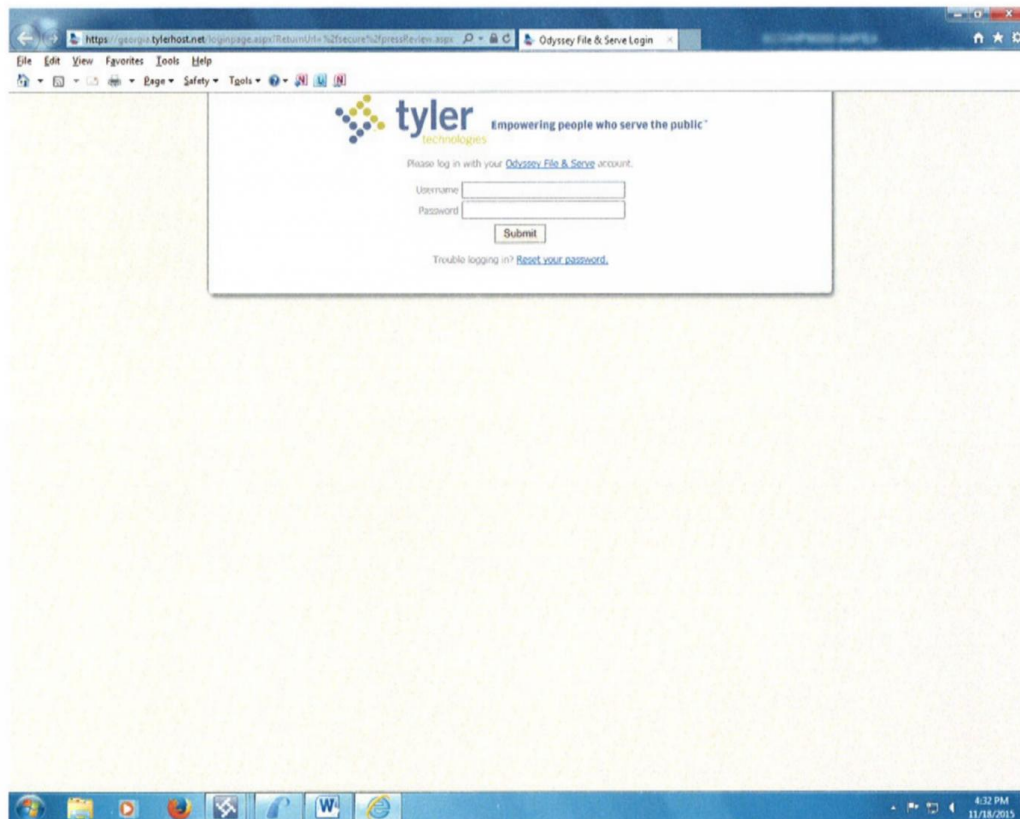 https://georgia.tylerhost.net/loginpage.aspx?ReturnUrl=%2fsecure%2fpressReview.aspx
Odyssey File & Serve Login
File Edit View Favorites Tools Help
Page Safety Tools
tyler
technologies
Empowering people who serve the public
Please log in with your Odyssey File & Serve account.
Username
Password
Submit
Trouble logging in? Reset your password.
4:32 PM
11/18/2015